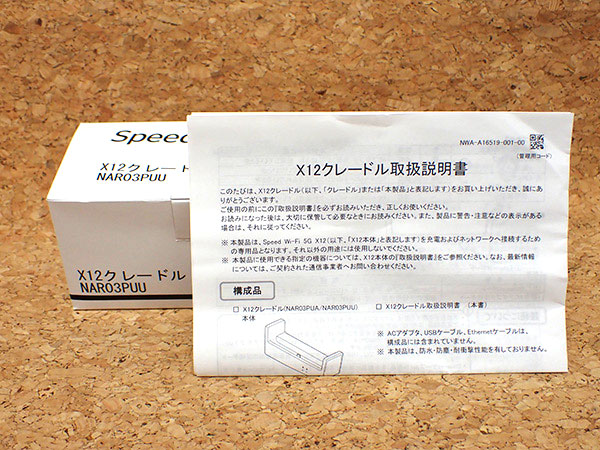 Speed
X12クレードル
NAR03PUU
X12クレードル
NAR03PUU
NWA-A16519-001-00
(管理用コード)
X12クレードル取扱説明書
このたびは、X12クレードル(以下、「クレードル」または「本製品」と表記します)をお買い上げいただき、誠にあ
りがとうございます。
ご使用の前にこの『取扱説明書』を必ずお読みいただき、正しくお使いください。
お読みになった後は、大切に保管して必要なときにお読みください。また、製品に警告・注意などの表示がある
場合は、それに従ってください。
※ 本製品は、Speed Wi-Fi 5G X12(以下、「X12本体」と表記します)を充電およびネットワークへ接続するため
の専用品となります。それ以外の用途には使用しないでください。
※ 本製品に使用できる指定の機器については、X12本体の『取扱説明書』をご参照ください。なお、最新情報
については、ご契約された通信事業者へお問い合わせください。
構成品
□ X12クレードル(NAR03PUA/NAR03PUU)
本体
□ X12クレードル取扱説明書 (本書)
※ ACアダプタ、USBケーブル、Ethernetケーブルは、
構成品には含まれていません。
※ 本製品は、防水・防塵・耐衝撃性能を有しておりません。